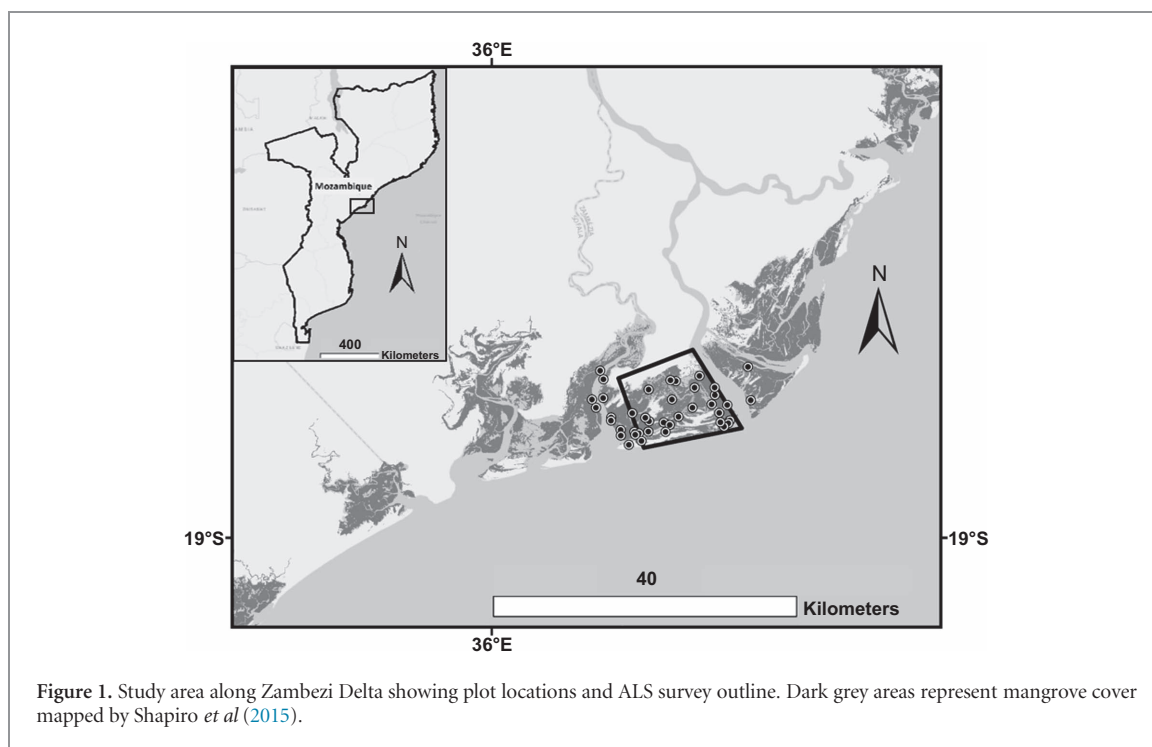 36°E
Mozambique
N
400
Kilometers
N
19°S
19°S
40
Kilometers
36°E
Figure 1. Study area along Zambezi Delta showing plot locations and ALS survey outline. Dark grey areas represent mangrove cover
mapped by Shapiro et al (2015).